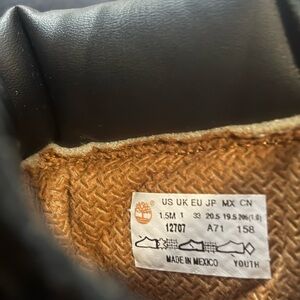 US UK EU JP MX CN
1.5M 1 33 20.5 19.5 205(1.5)
12707 A71 158
MADE IN MEXICO YOUTH